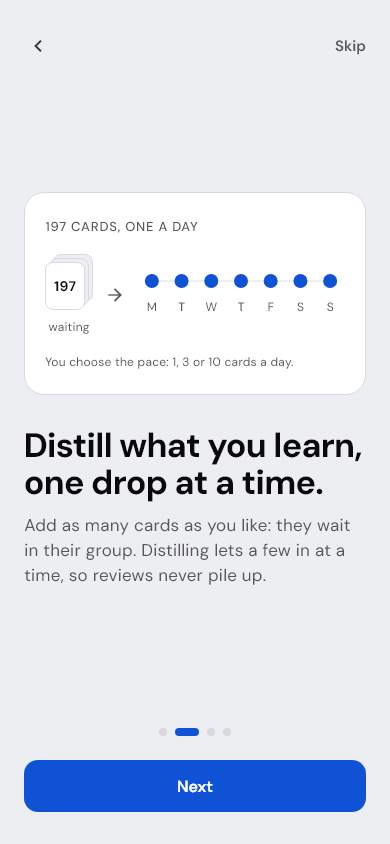 Skip
197 CARDS, ONE A DAY
197
M T W T F S S
waiting
You choose the pace: 1, 3 or 10 cards a day.
Distill what you learn,
one drop at a time.
Add as many cards as you like: they wait
in their group. Distilling lets a few in at a
time, so reviews never pile up.
Next